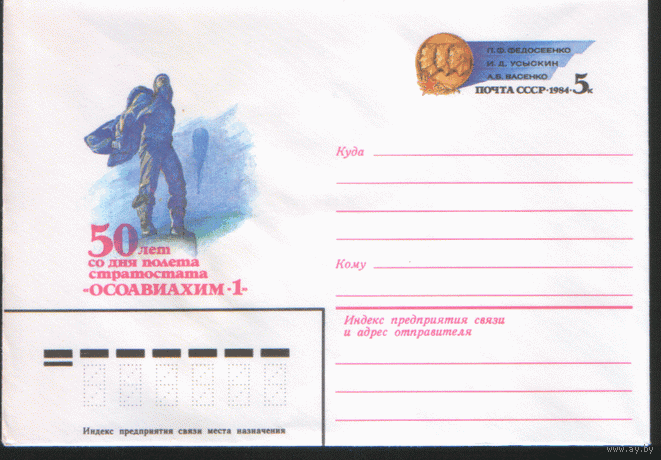 П.Ф. ФЕДОСЕЕНКО
И.Д. УСЫСКИН
А.Б. ВАСЕНКО
ПОЧТА СССР·1984·5к
Куда
50 лет
со дня полета
стратостата
«ОСОАВИАХИМ-1»
Кому
Индекс предприятия связи
и адрес отправителя
Индекс предприятия связи места назначения
www.ay.by